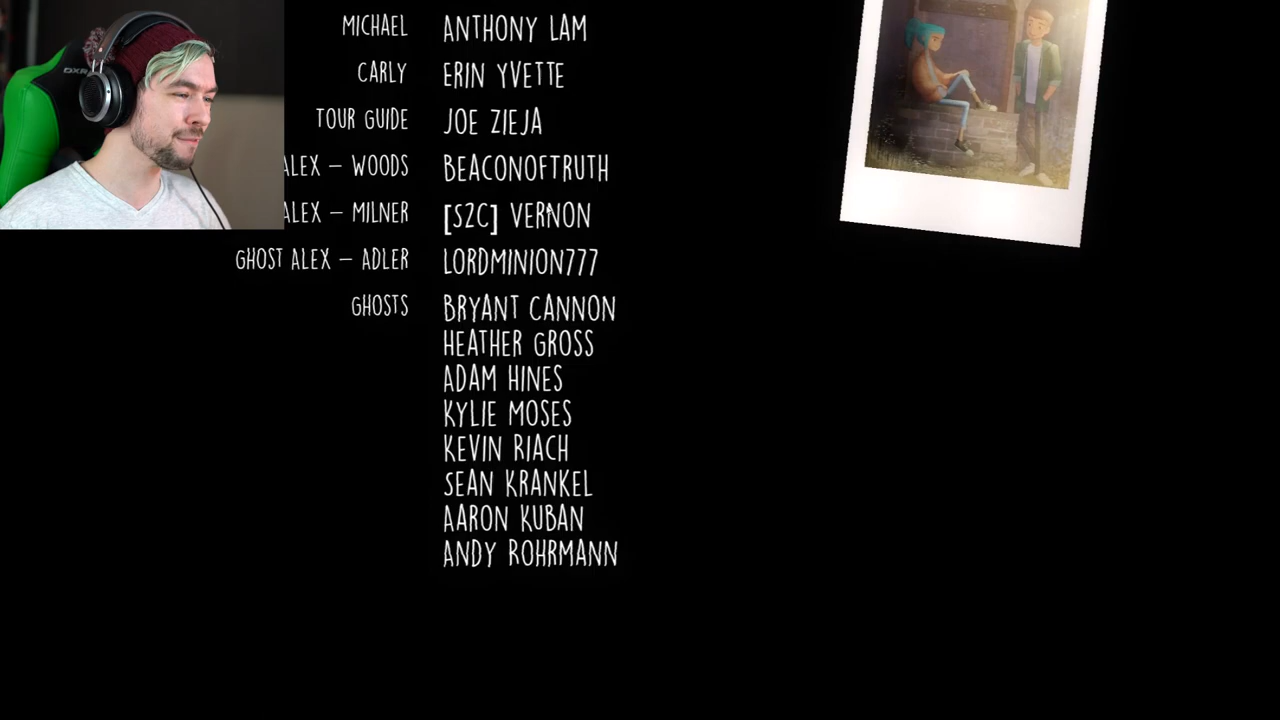 MICHAEL ANTHONY LAM
CARLY ERIN YVETTE
TOUR GUIDE JOE ZIEJA
ALEX – WOODS BEACONOFTRUTH
ALEX – MILNER [S2C] VERNON
GHOST ALEX – ADLER LORDMINION777
GHOSTS BRYANT CANNON
HEATHER GROSS
ADAM HINES
KYLIE MOSES
KEVIN RIACH
SEAN KRANKEL
AARON KUBAN
ANDY ROHRMANN